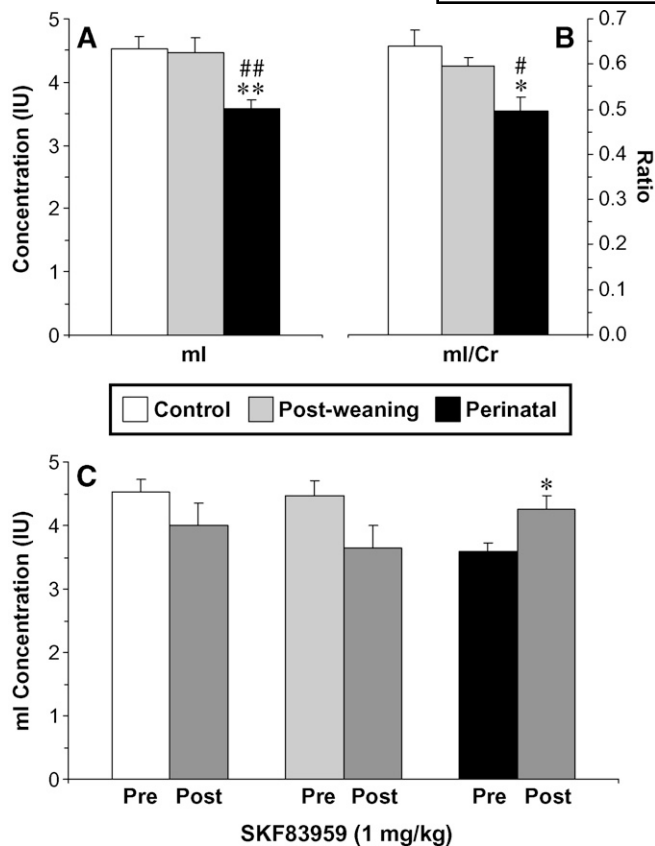 A
B
Concentration (IU)
5
4
3
2
1
0
##
**
#
*
0.7
0.6
0.5
0.4
0.3
0.2
0.1
0.0
Ratio
mI
mI/Cr
Control
Post-weaning
Perinatal
C
mI Concentration (IU)
5
4
3
2
1
0
*
Pre Post Pre Post Pre Post
SKF83959 (1 mg/kg)